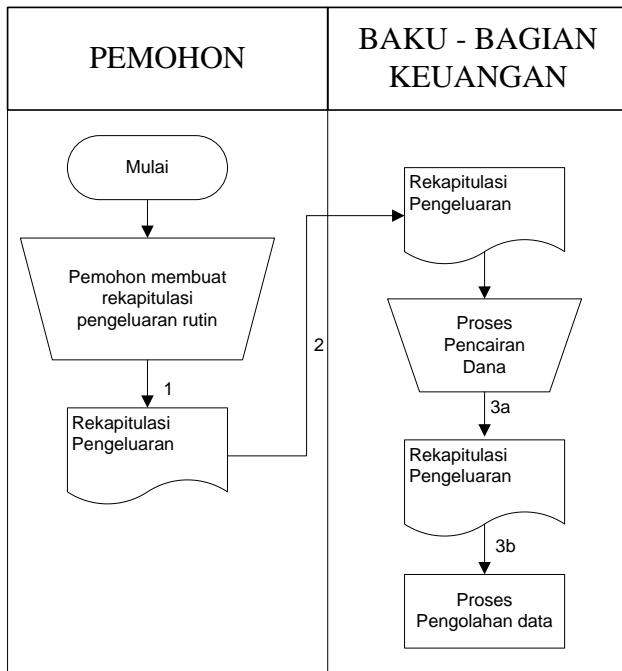 PEMOHON
BAKU - BAGIAN
KEUANGAN
Mulai
Pemohon membuat
rekapitulasi
pengeluaran rutin
1
Rekapitulasi
Pengeluaran
2
Rekapitulasi
Pengeluaran
Proses
Pencairan
Dana
3a
Rekapitulasi
Pengeluaran
3b
Proses
Pengolahan data